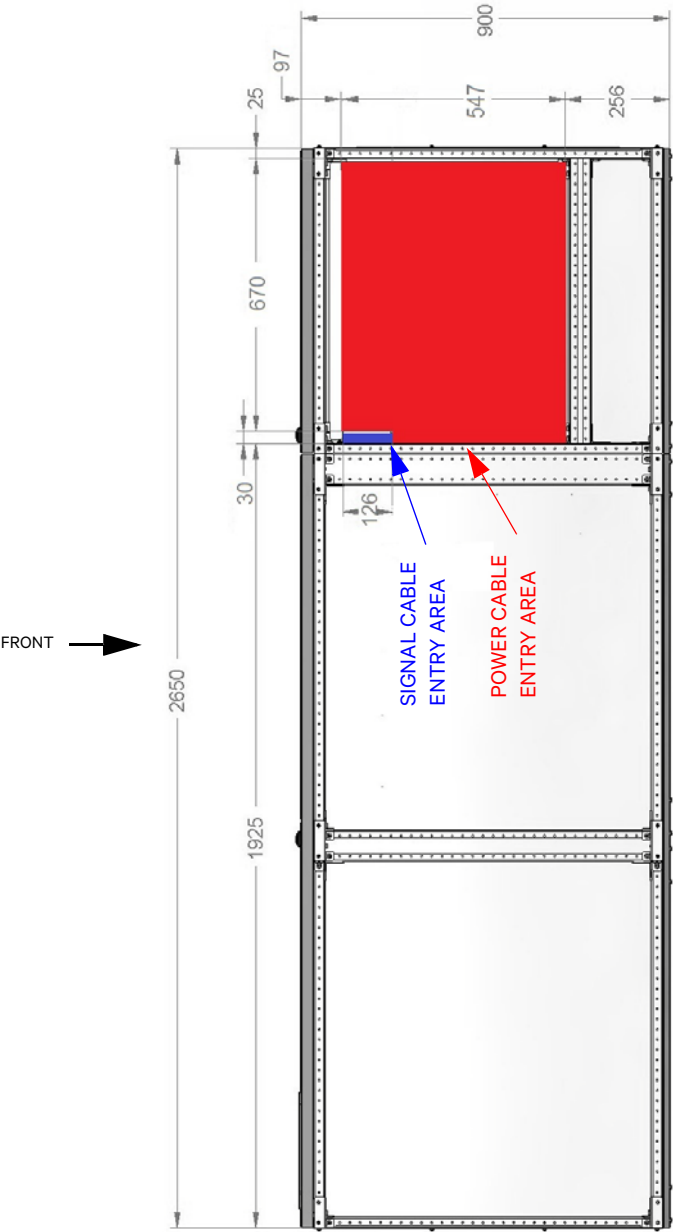 900
97
547
256
25
670
30
126
FRONT
SIGNAL CABLE
ENTRY AREA
POWER CABLE
ENTRY AREA
2650
1925